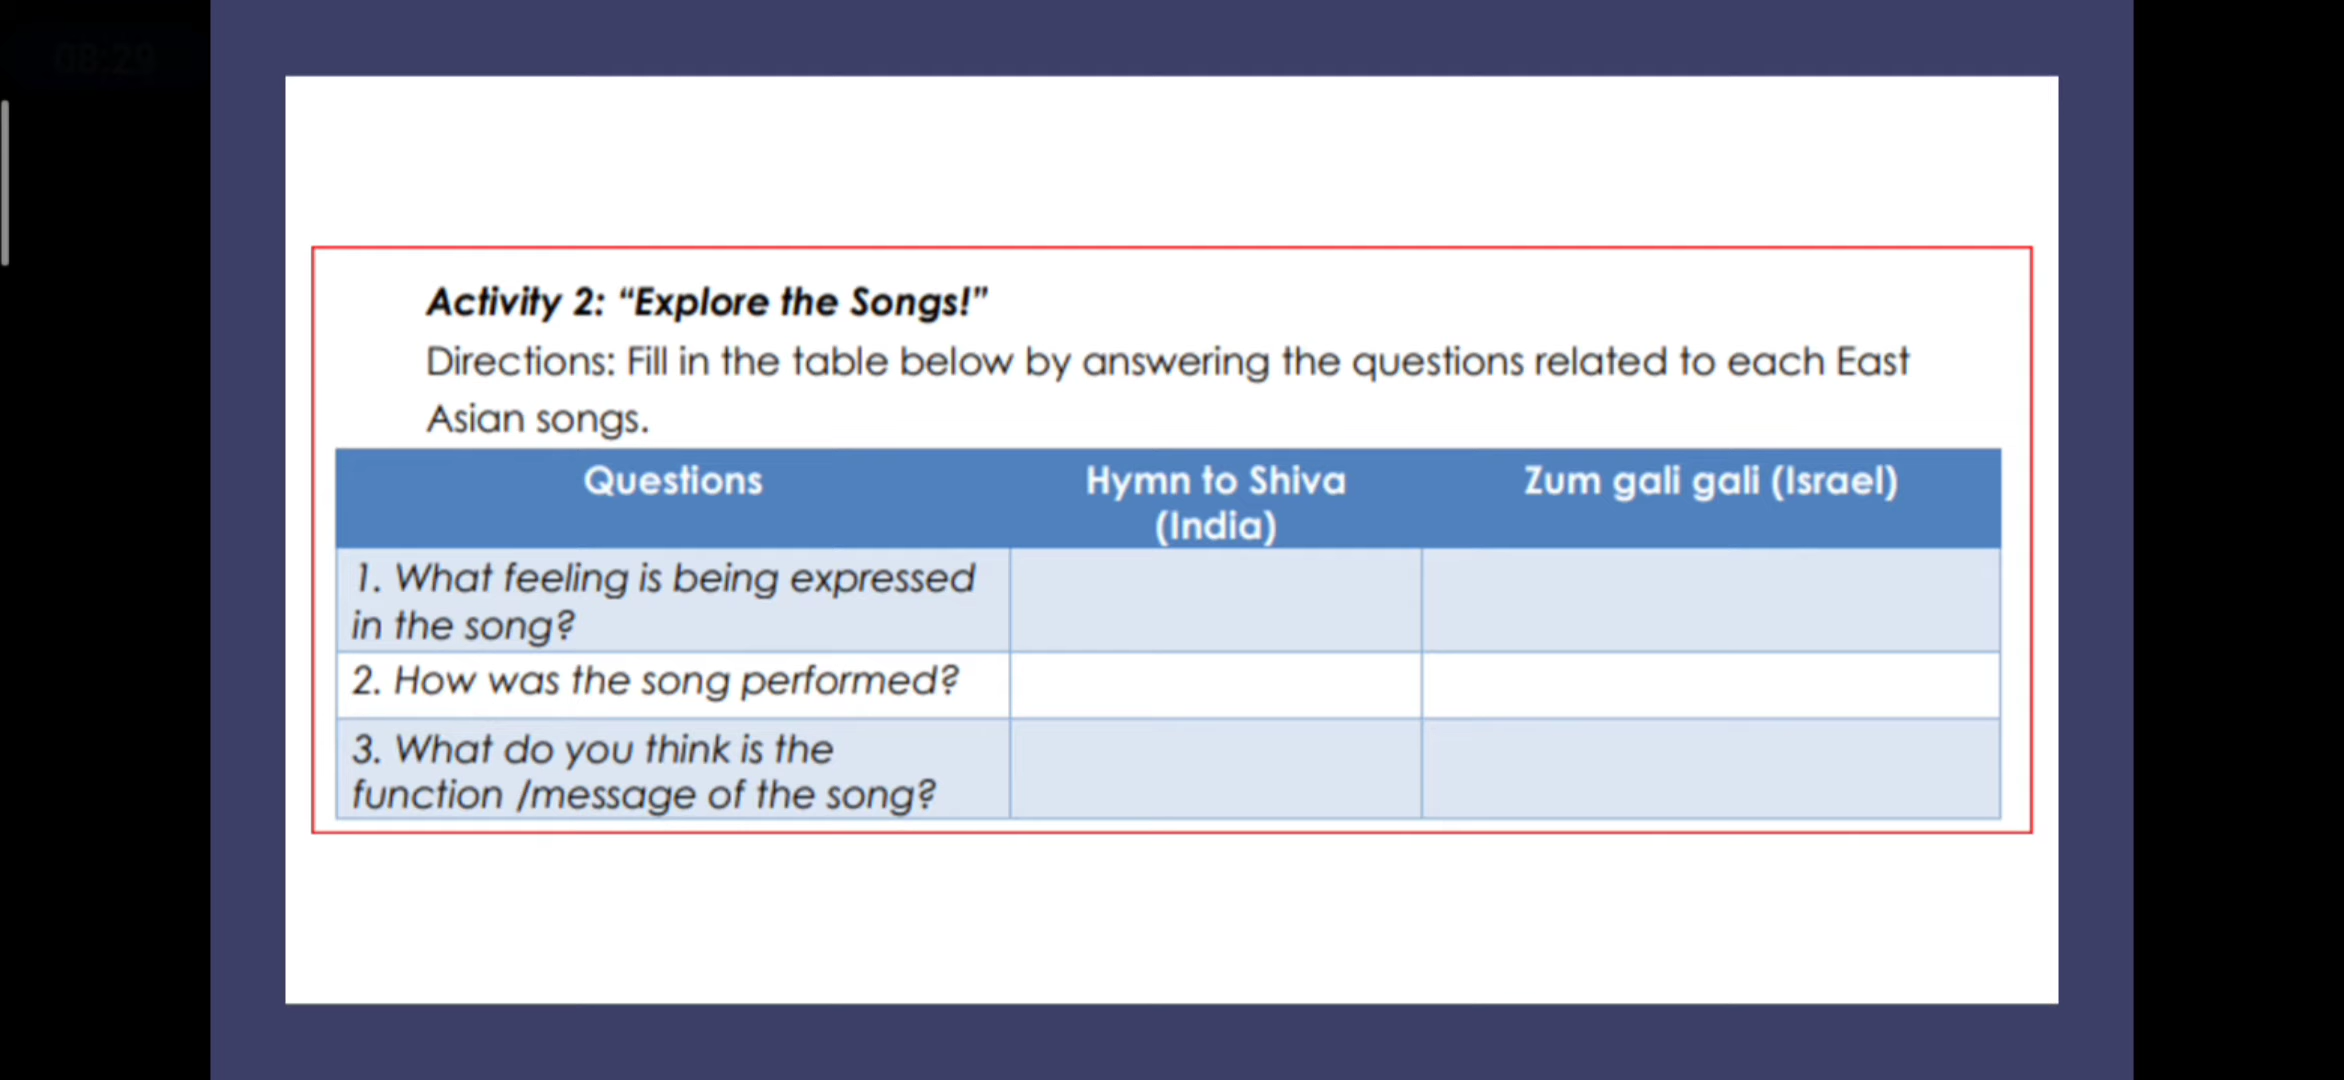 08:29
Activity 2: “Explore the Songs!”
Directions: Fill in the table below by answering the questions related to each East
Asian songs.
Questions
Hymn to Shiva
(India)
Zum gali gali (Israel)
1. What feeling is being expressed
in the song?
2. How was the song performed?
3. What do you think is the
function /message of the song?